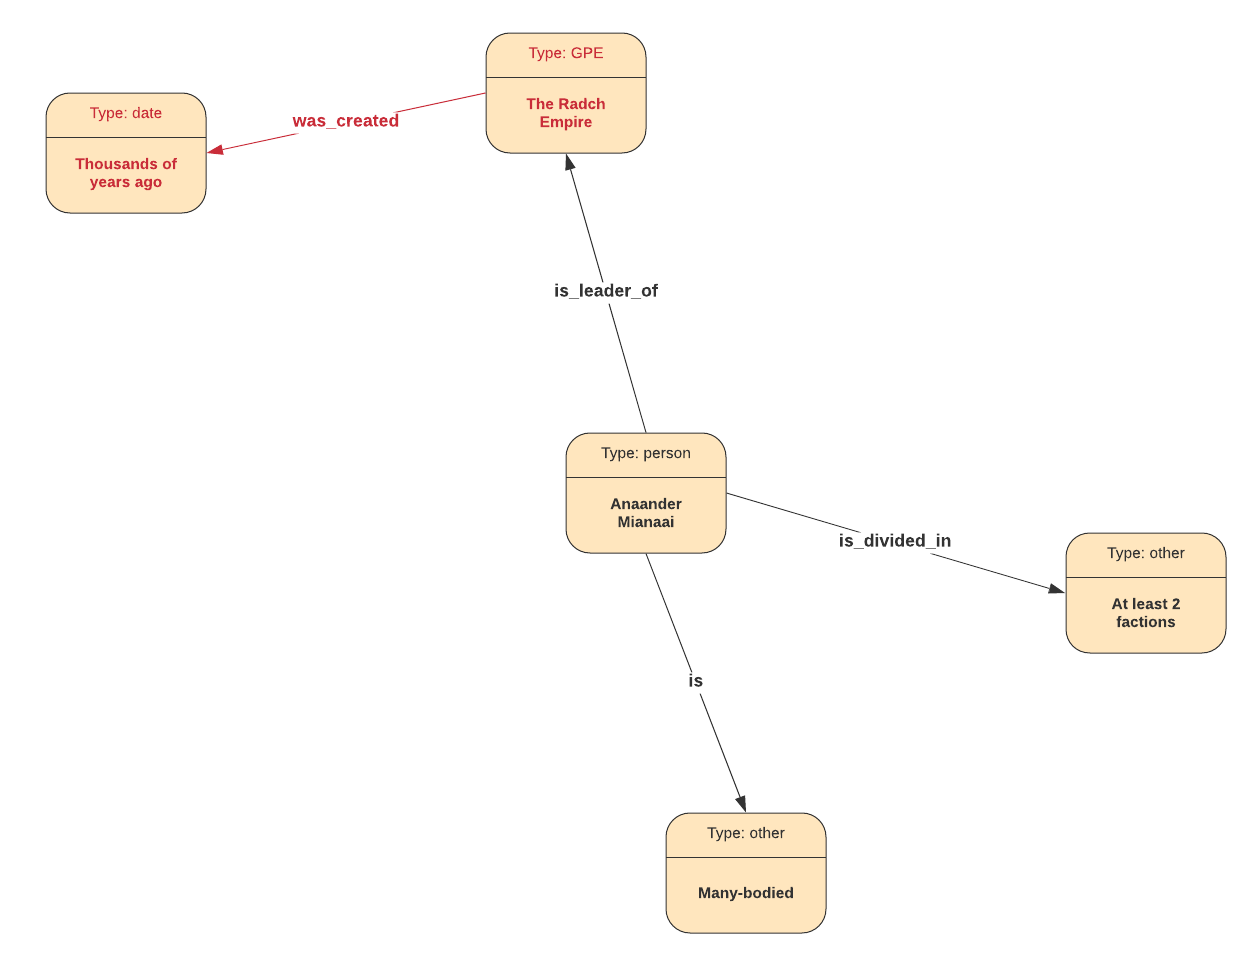 Type: GPE
The Radch
Empire
Type: date
Thousands of
years ago
was_created
is_leader_of
Type: person
Anaander
Mianaai
is_divided_in
Type: other
At least 2
factions
is
Type: other
Many-bodied